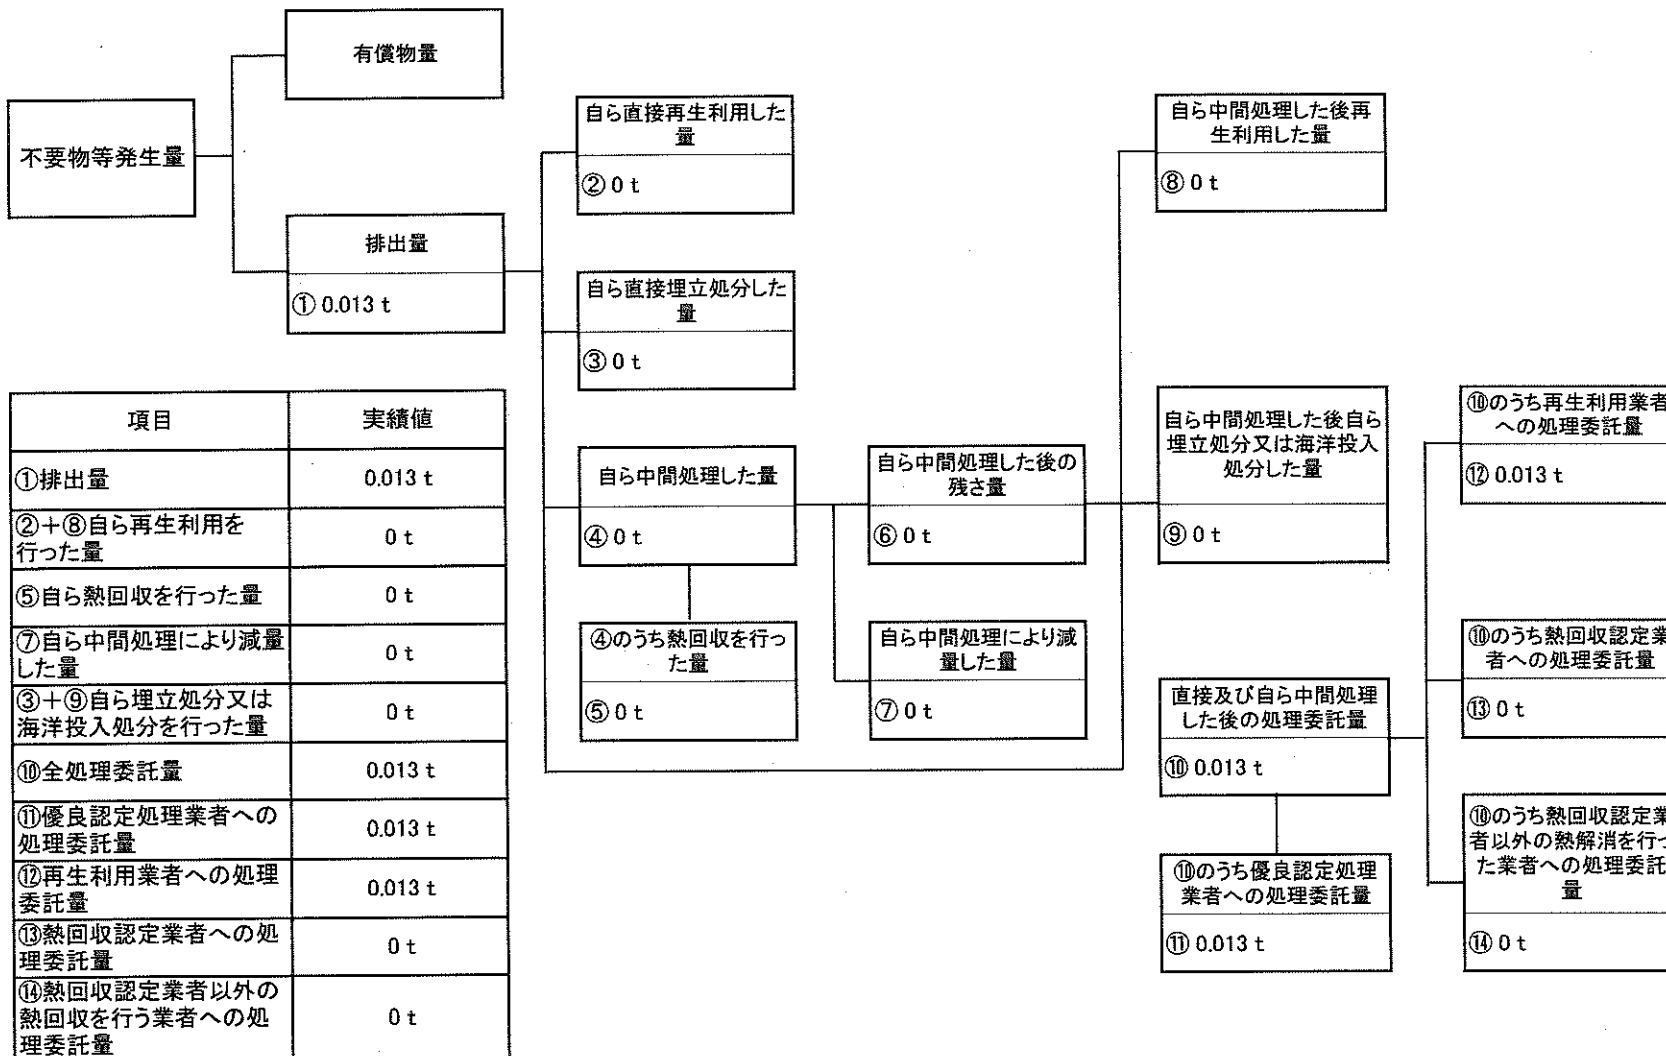 有償物量
不要物等発生量
排出量
① 0.013 t
自ら直接再生利用した
量
② 0 t
自ら直接埋立処分した
量
③ 0 t
自ら中間処理した量
④ 0 t
④のうち熱回収を行っ
た量
⑤ 0 t
自ら中間処理した後の
残さ量
⑥ 0 t
自ら中間処理により減
量した量
⑦ 0 t
自ら中間処理した後再
生利用した量
⑧ 0 t
自ら中間処理した後自ら
埋立処分又は海洋投入
処分した量
⑨ 0 t
直接及び自ら中間処理
した後の処理委託量
⑩ 0.013 t
⑩のうち優良認定処理
業者への処理委託量
⑪ 0.013 t
⑩のうち再生利用業者
への処理委託量
⑫ 0.013 t
⑩のうち熱回収認定業
者への処理委託量
⑬ 0 t
⑩のうち熱回収認定業
者以外の熱解消を行っ
た業者への処理委託
量
⑭ 0 t
項目 実績値
①排出量 0.013 t
②+⑧自ら再生利用を
行った量 0 t
⑤自ら熱回収を行った量 0 t
⑦自ら中間処理により減量
した量 0 t
③+⑨自ら埋立処分又は
海洋投入処分を行った量 0 t
⑩全処理委託量 0.013 t
⑪優良認定処理業者への
処理委託量 0.013 t
⑫再生利用業者への処理
委託量 0.013 t
⑬熱回収認定業者への処
理委託量 0 t
⑭熱回収認定業者以外の
熱回収を行う業者への処
理委託量 0 t